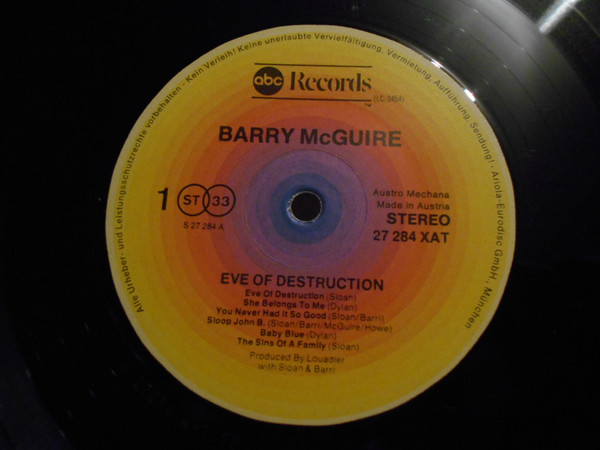 Alle Urheber- und Leistungsschutzrechte vorbehalten - Kein Verleih! Keine unerlaubte Vervielfältigung, Vermietung, Aufführung, Sendung! · Ariola-Eurodisc GmbH., München
abc Records
(LC 0454)
BARRY McGUIRE
1 ST 33
S 27 284 A
Austro Mechana
Made in Austria
STEREO
27 284 XAT
EVE OF DESTRUCTION
Eve Of Destruction (Sloan)
She Belongs To Me (Dylan)
You Never Had It So Good (Sloan/Barri)
Sloop John B. (Sloan/Barri/McGuire/Howe)
Baby Blue (Dylan)
The Sins Of A Family (Sloan)
Produced By Louadler
with Sloan & Barri